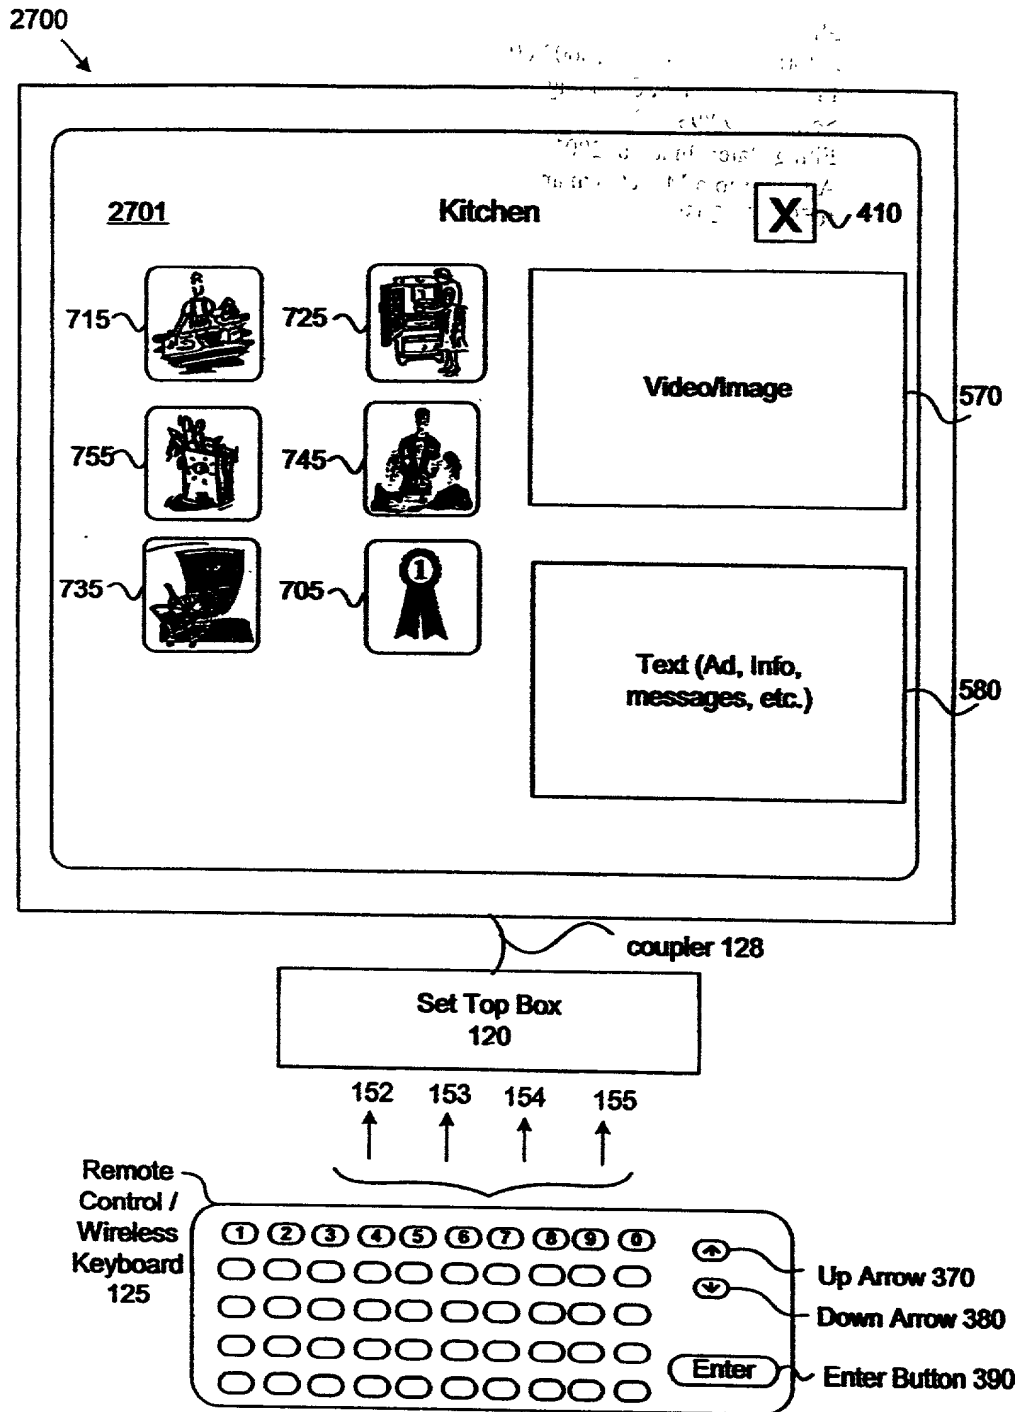 2700
2701
Kitchen
X
410
715
725
Video/Image
570
755
745
735
705
1
Text (Ad, Info,
messages, etc.)
580
coupler 128
Set Top Box
120
152 153 154 155
Remote
Control /
Wireless
Keyboard
125
1 2 3 4 5 6 7 8 9 0
Up Arrow 370
Down Arrow 380
Enter
Enter Button 390